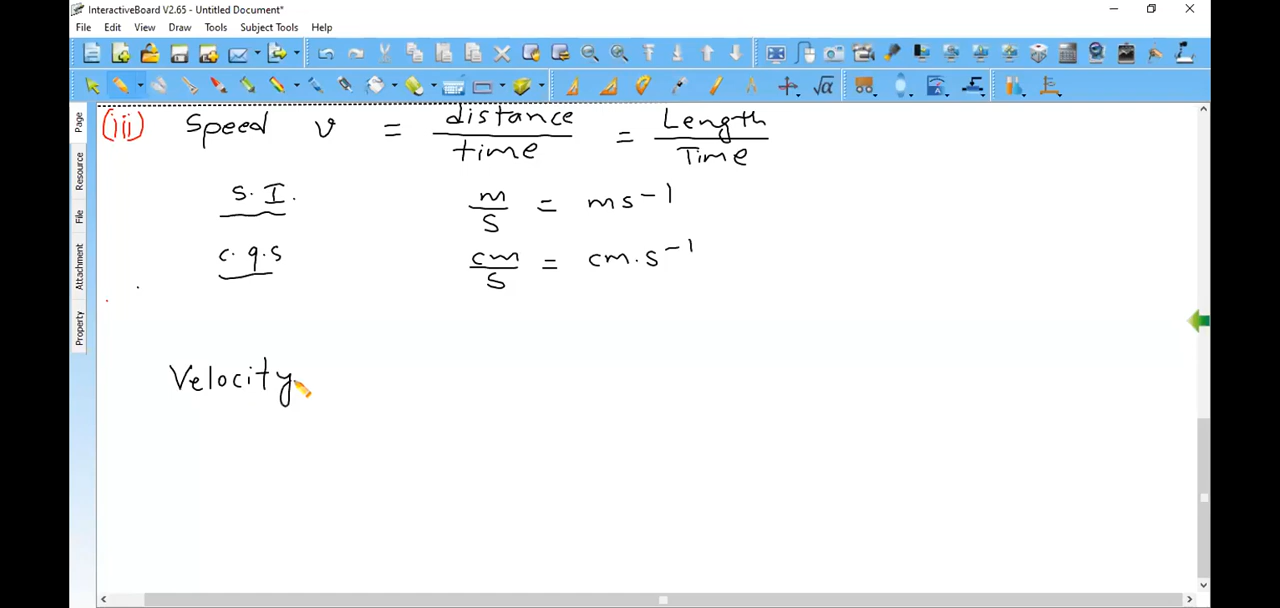 InteractiveBoard V2.65 - Untitled Document*
File Edit View Draw Tools Subject Tools Help
Page
Resource
File
Attachment
Property
(iii) Speed v = distance/time = Length/Time
S.I. m/s = ms⁻¹
c.g.s cm/s = cm.s⁻¹
Velocity